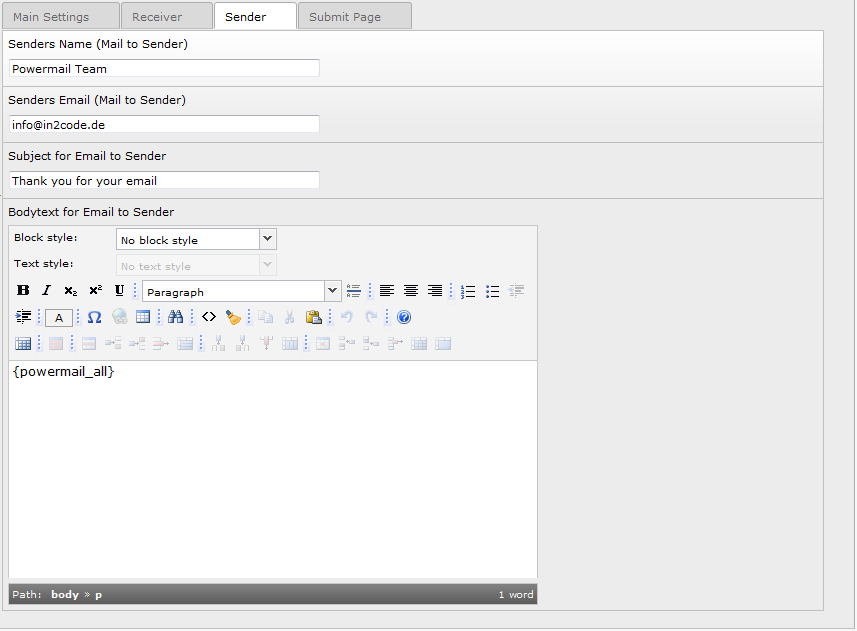 Main Settings Receiver Sender Submit Page
Senders Name (Mail to Sender)
Powermail Team
Senders Email (Mail to Sender)
info@in2code.de
Subject for Email to Sender
Thank you for your email
Bodytext for Email to Sender
Block style: No block style
Text style: No text style
B I x₂ x² U Paragraph
A Ω <> ?
{powermail_all}
Path: body » p 1 word